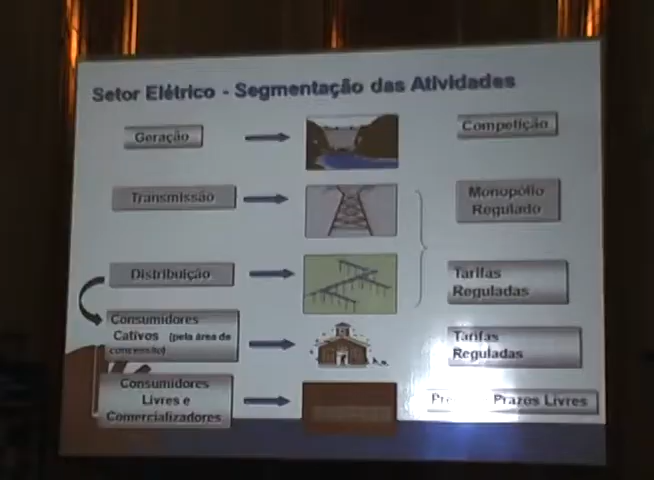 Setor Elétrico - Segmentação das Atividades
Geração
Competição
Transmissão
Monopólio
Regulado
Distribuição
Tarifas
Reguladas
Consumidores
Cativos (pela área de
concessão)
Tarifas
Reguladas
Consumidores
Livres e
Comercializadores
Prazos Livres